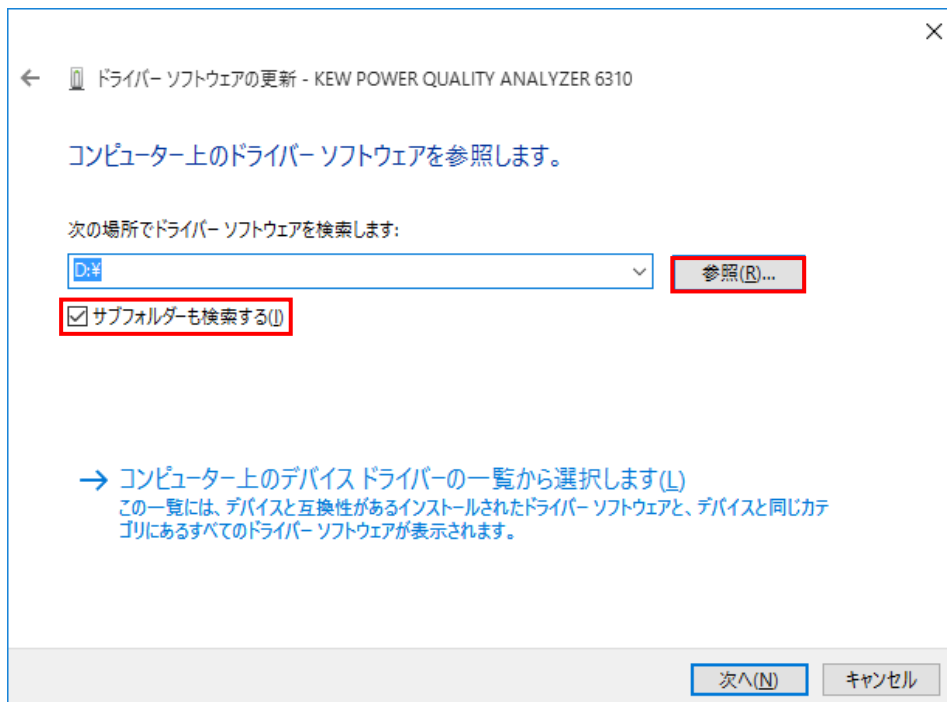 ドライバー ソフトウェアの更新 - KEW POWER QUALITY ANALYZER 6310
コンピューター上のドライバー ソフトウェアを参照します。
次の場所でドライバー ソフトウェアを検索します:
D:¥
参照(R)...
サブフォルダーも検索する(I)
コンピューター上のデバイス ドライバーの一覧から選択します(L)
この一覧には、デバイスと互換性があるインストールされたドライバー ソフトウェアと、デバイスと同じカテ
ゴリにあるすべてのドライバー ソフトウェアが表示されます。
次へ(N)
キャンセル